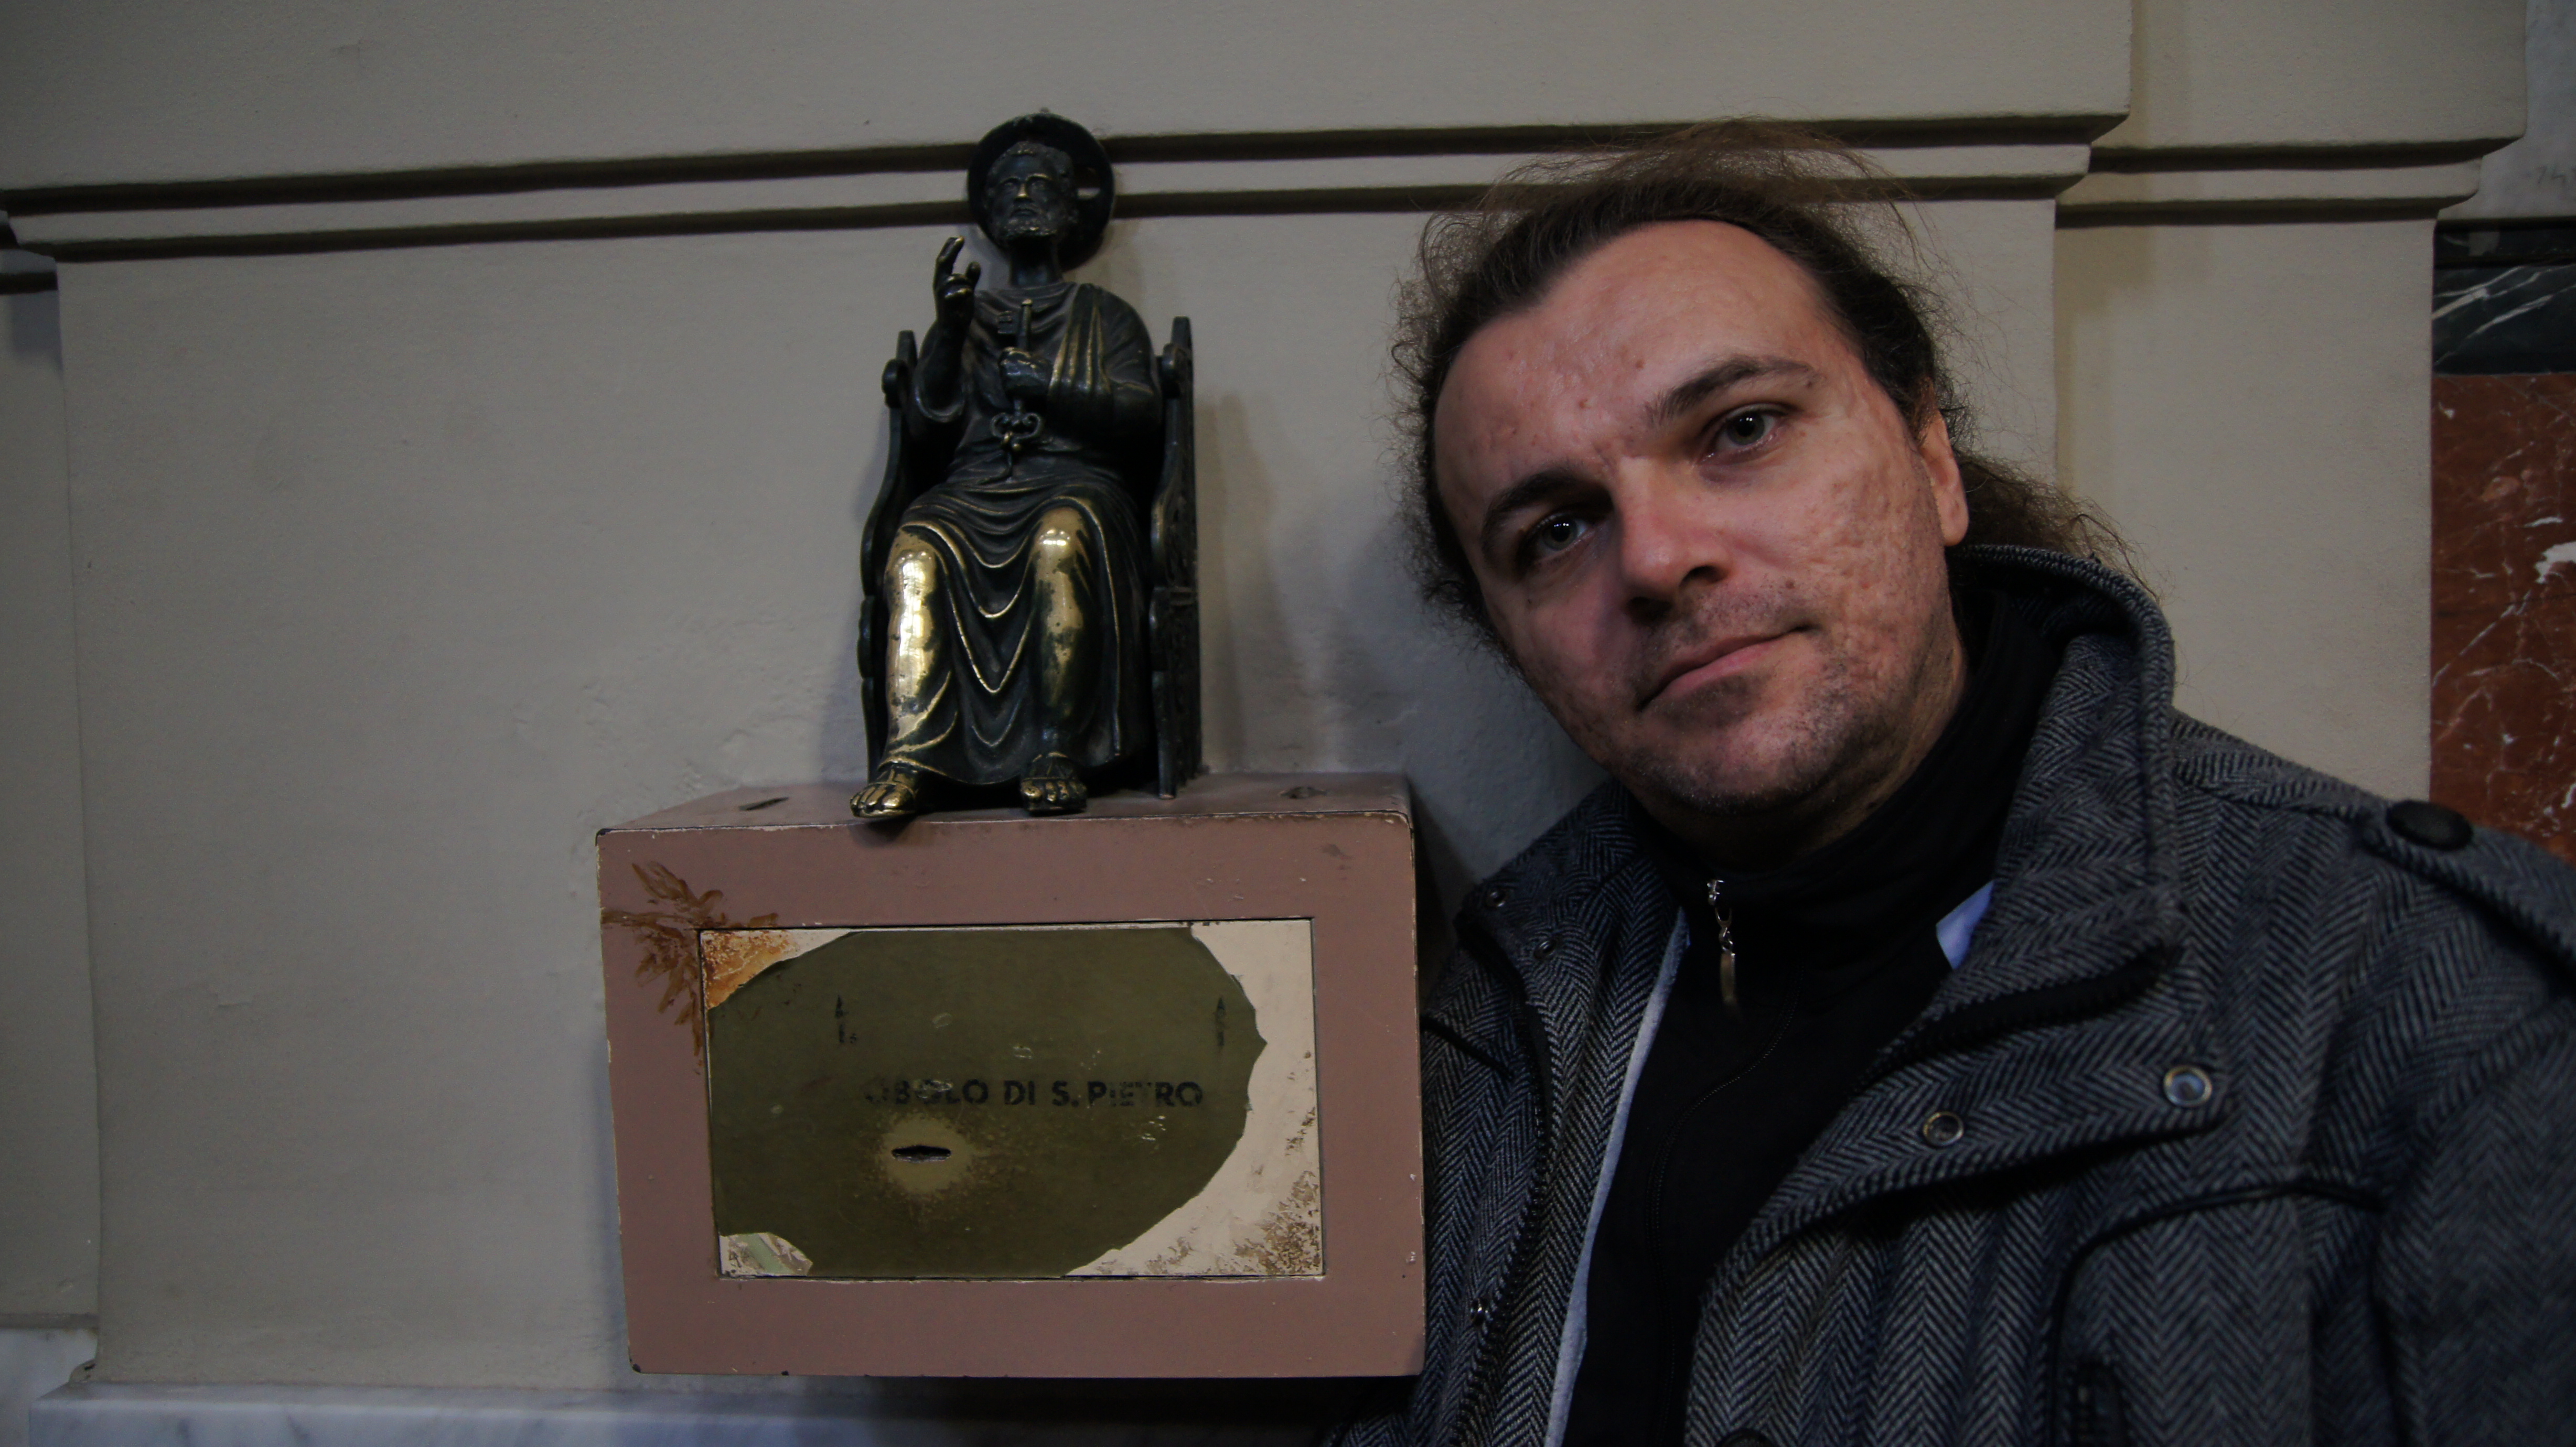 OBOLO DI S. PIETRO